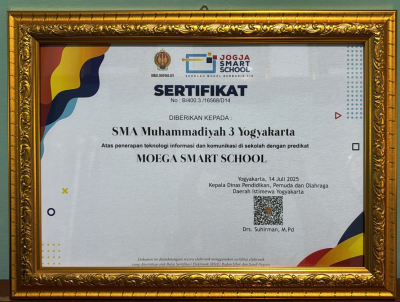 JOGJA
SMART
SCHOOL
SERTIFIKAT
No : B/400.3 /16568/D14
DIBERIKAN KEPADA :
SMA Muhammadiyah 3 Yogyakarta
Atas penerapan teknologi informasi dan komunikasi di sekolah dengan predikat
MOEGA SMART SCHOOL
Yogyakarta, 14 Juli 2025
Kepala Dinas Pendidikan, Pemuda dan Olahraga
Daerah Istimewa Yogyakarta
Drs. Suhirman, M.Pd